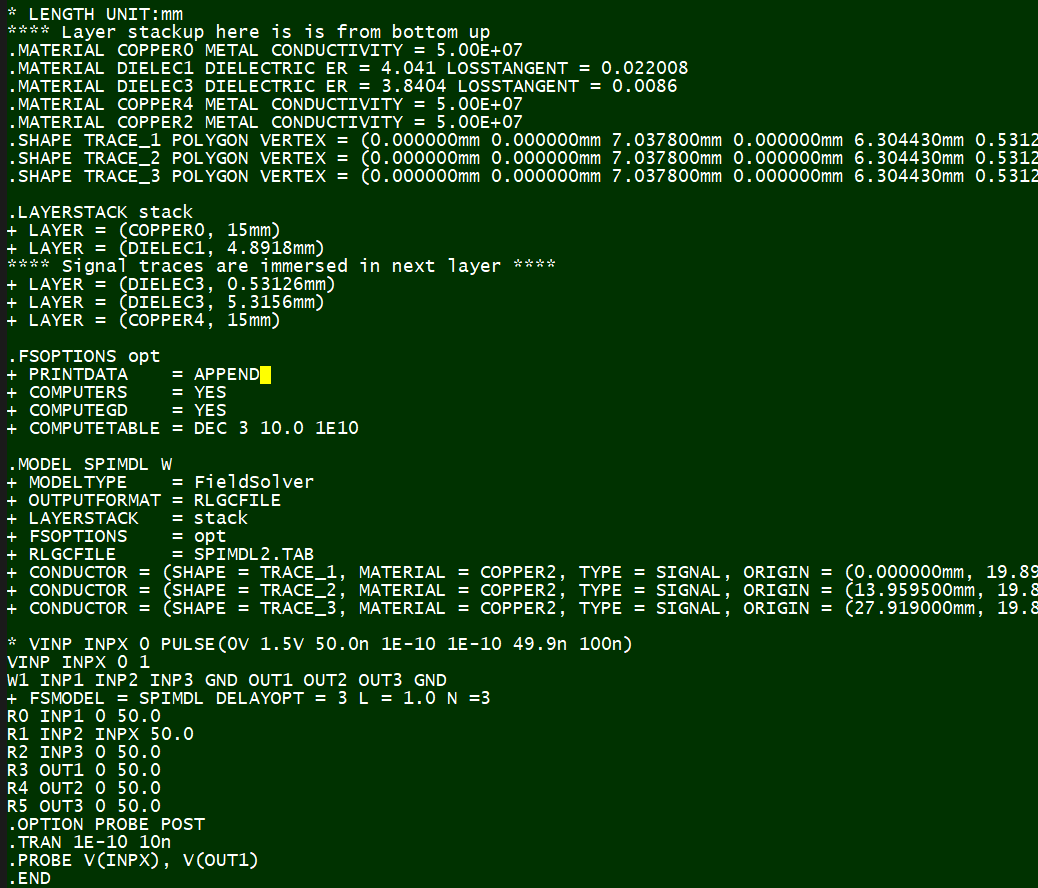 * LENGTH UNIT:mm
**** Layer stackup here is is from bottom up
.MATERIAL COPPER0 METAL CONDUCTIVITY = 5.00E+07
.MATERIAL DIELEC1 DIELECTRIC ER = 4.041 LOSSTANGENT = 0.022008
.MATERIAL DIELEC3 DIELECTRIC ER = 3.8404 LOSSTANGENT = 0.0086
.MATERIAL COPPER4 METAL CONDUCTIVITY = 5.00E+07
.MATERIAL COPPER2 METAL CONDUCTIVITY = 5.00E+07
.SHAPE TRACE_1 POLYGON VERTEX = (0.000000mm 0.000000mm 7.037800mm 0.000000mm 6.304430mm 0.5312
.SHAPE TRACE_2 POLYGON VERTEX = (0.000000mm 0.000000mm 7.037800mm 0.000000mm 6.304430mm 0.5312
.SHAPE TRACE_3 POLYGON VERTEX = (0.000000mm 0.000000mm 7.037800mm 0.000000mm 6.304430mm 0.5312
.LAYERSTACK stack
+ LAYER = (COPPER0, 15mm)
+ LAYER = (DIELEC1, 4.8918mm)
**** Signal traces are immersed in next layer ****
+ LAYER = (DIELEC3, 0.53126mm)
+ LAYER = (DIELEC3, 5.3156mm)
+ LAYER = (COPPER4, 15mm)
.FSOPTIONS opt
+ PRINTDATA    = APPEND
+ COMPUTERS    = YES
+ COMPUTEGD    = YES
+ COMPUTETABLE = DEC 3 10.0 1E10
.MODEL SPIMDL W
+ MODELTYPE    = FieldSolver
+ OUTPUTFORMAT = RLGCFILE
+ LAYERSTACK   = stack
+ FSOPTIONS    = opt
+ RLGCFILE     = SPIMDL2.TAB
+ CONDUCTOR = (SHAPE = TRACE_1, MATERIAL = COPPER2, TYPE = SIGNAL, ORIGIN = (0.000000mm, 19.89
+ CONDUCTOR = (SHAPE = TRACE_2, MATERIAL = COPPER2, TYPE = SIGNAL, ORIGIN = (13.959500mm, 19.8
+ CONDUCTOR = (SHAPE = TRACE_3, MATERIAL = COPPER2, TYPE = SIGNAL, ORIGIN = (27.919000mm, 19.8
* VINP INPX 0 PULSE(0V 1.5V 50.0n 1E-10 1E-10 49.9n 100n)
VINP INPX 0 1
W1 INP1 INP2 INP3 GND OUT1 OUT2 OUT3 GND
+ FSMODEL = SPIMDL DELAYOPT = 3 L = 1.0 N =3
R0 INP1 0 50.0
R1 INP2 INPX 50.0
R2 INP3 0 50.0
R3 OUT1 0 50.0
R4 OUT2 0 50.0
R5 OUT3 0 50.0
.OPTION PROBE POST
.TRAN 1E-10 10n
.PROBE V(INPX), V(OUT1)
.END